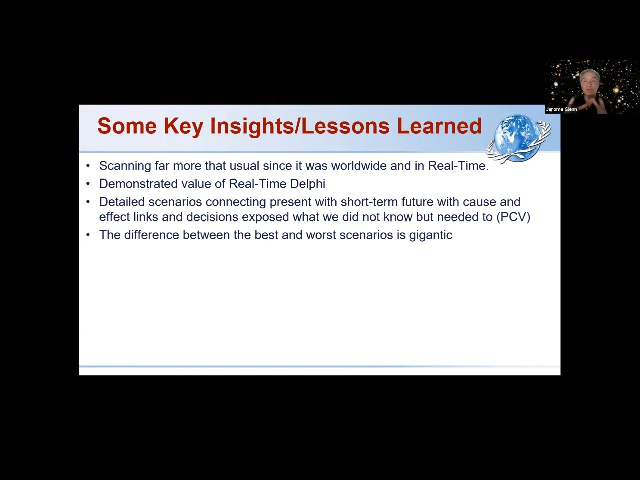 Some Key Insights/Lessons Learned
Jerome Glenn
• Scanning far more that usual since it was worldwide and in Real-Time.
• Demonstrated value of Real-Time Delphi
• Detailed scenarios connecting present with short-term future with cause and
effect links and decisions exposed what we did not know but needed to (PCV)
• The difference between the best and worst scenarios is gigantic